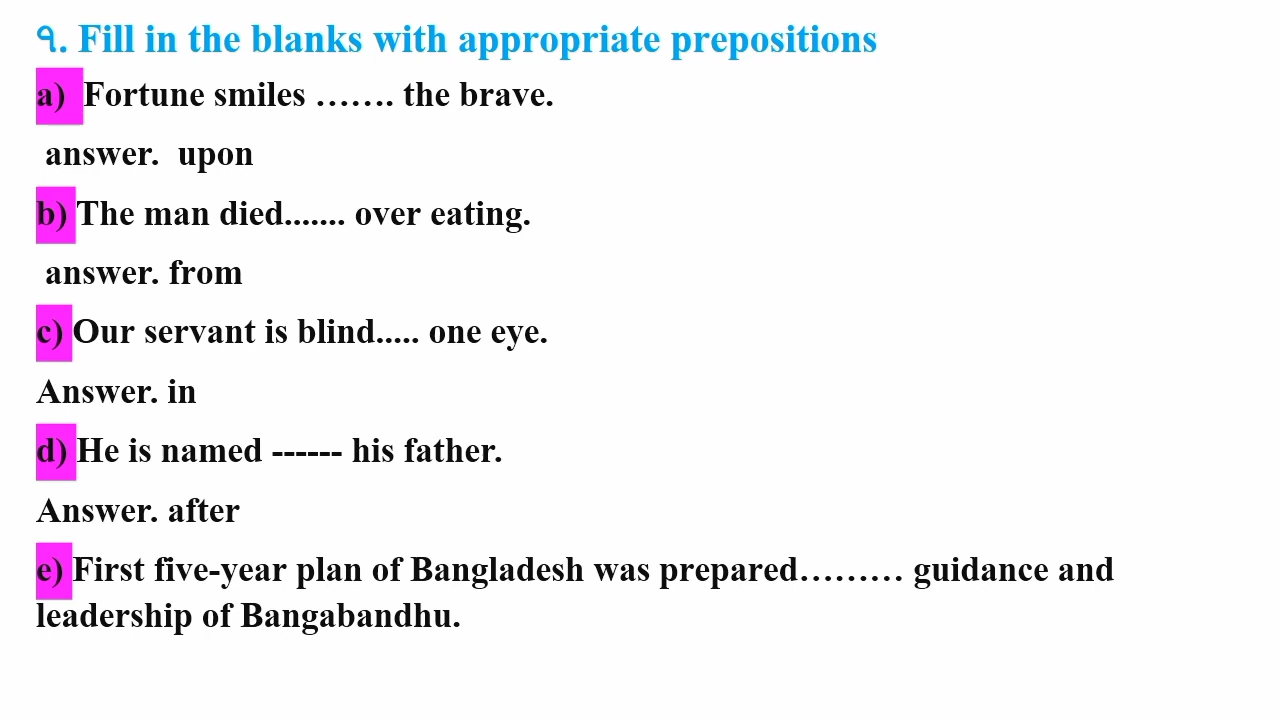 ৭. Fill in the blanks with appropriate prepositions
a) Fortune smiles ……. the brave.
answer. upon
b) The man died....... over eating.
answer. from
c) Our servant is blind..... one eye.
Answer. in
d) He is named ------ his father.
Answer. after
e) First five-year plan of Bangladesh was prepared……… guidance and
leadership of Bangabandhu.